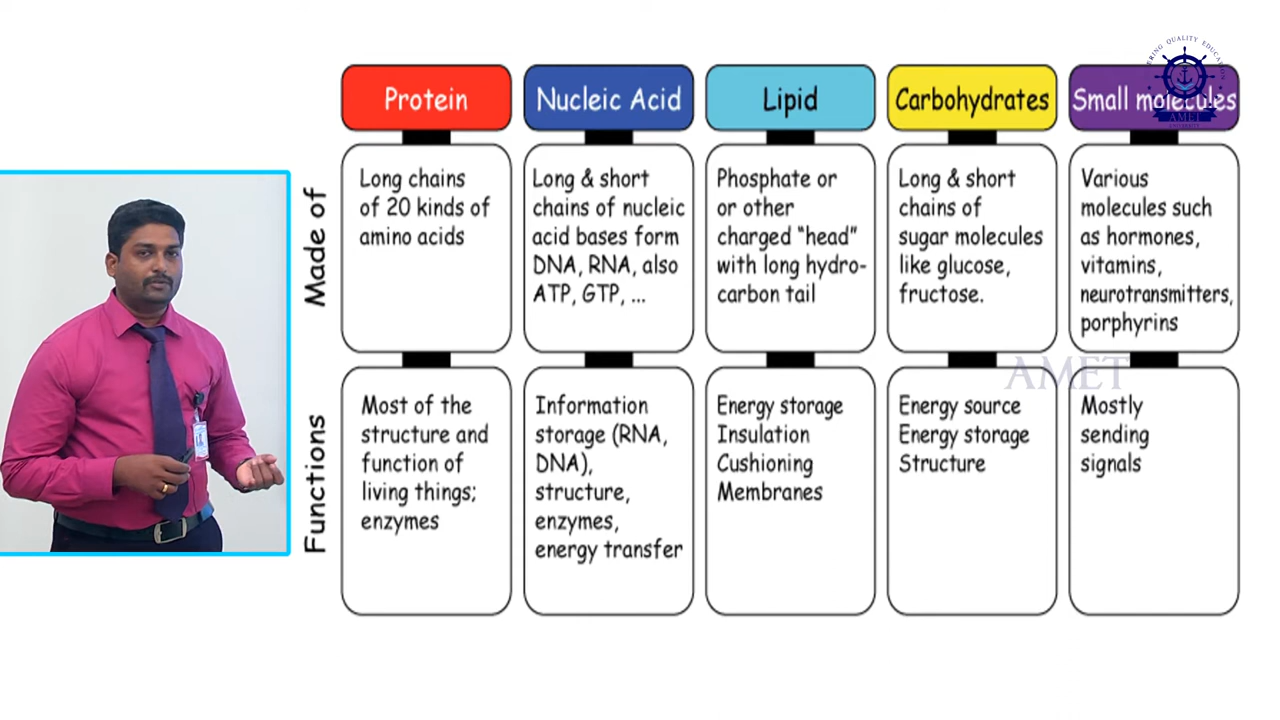 Protein
Nucleic Acid
Lipid
Carbohydrates
Small molecules
Made of
Long chains
of 20 kinds of
amino acids
Long & short
chains of nucleic
acid bases form
DNA, RNA, also
ATP, GTP, ...
Phosphate or
or other
charged “head”
with long hydro-
carbon tail
Long & short
chains of
sugar molecules
like glucose,
fructose.
Various
molecules such
as hormones,
vitamins,
neurotransmitters,
porphyrins
Functions
Most of the
structure and
function of
living things;
enzymes
Information
storage (RNA,
DNA),
structure,
enzymes,
energy transfer
Energy storage
Insulation
Cushioning
Membranes
Energy source
Energy storage
Structure
Mostly
sending
signals
AMET
QUALITY
AMET